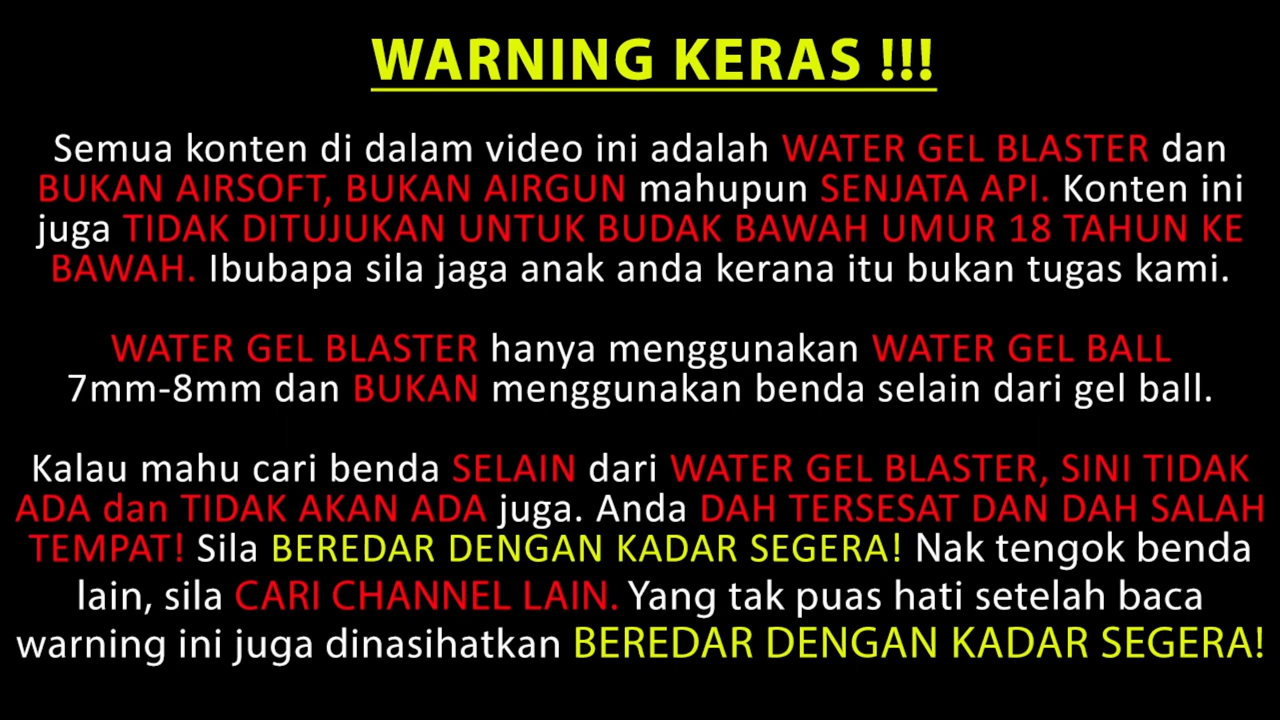 WARNING KERAS !!!
Semua konten di dalam video ini adalah WATER GEL BLASTER dan
BUKAN AIRSOFT, BUKAN AIRGUN mahupun SENJATA API. Konten ini
juga TIDAK DITUJUKAN UNTUK BUDAK BAWAH UMUR 18 TAHUN KE
BAWAH. Ibubapa sila jaga anak anda kerana itu bukan tugas kami.
WATER GEL BLASTER hanya menggunakan WATER GEL BALL
7mm-8mm dan BUKAN menggunakan benda selain dari gel ball.
Kalau mahu cari benda SELAIN dari WATER GEL BLASTER, SINI TIDAK
ADA dan TIDAK AKAN ADA juga. Anda DAH TERSESAT DAN DAH SALAH
TEMPAT! Sila BEREDAR DENGAN KADAR SEGERA! Nak tengok benda
lain, sila CARI CHANNEL LAIN. Yang tak puas hati setelah baca
warning ini juga dinasihatkan BEREDAR DENGAN KADAR SEGERA!